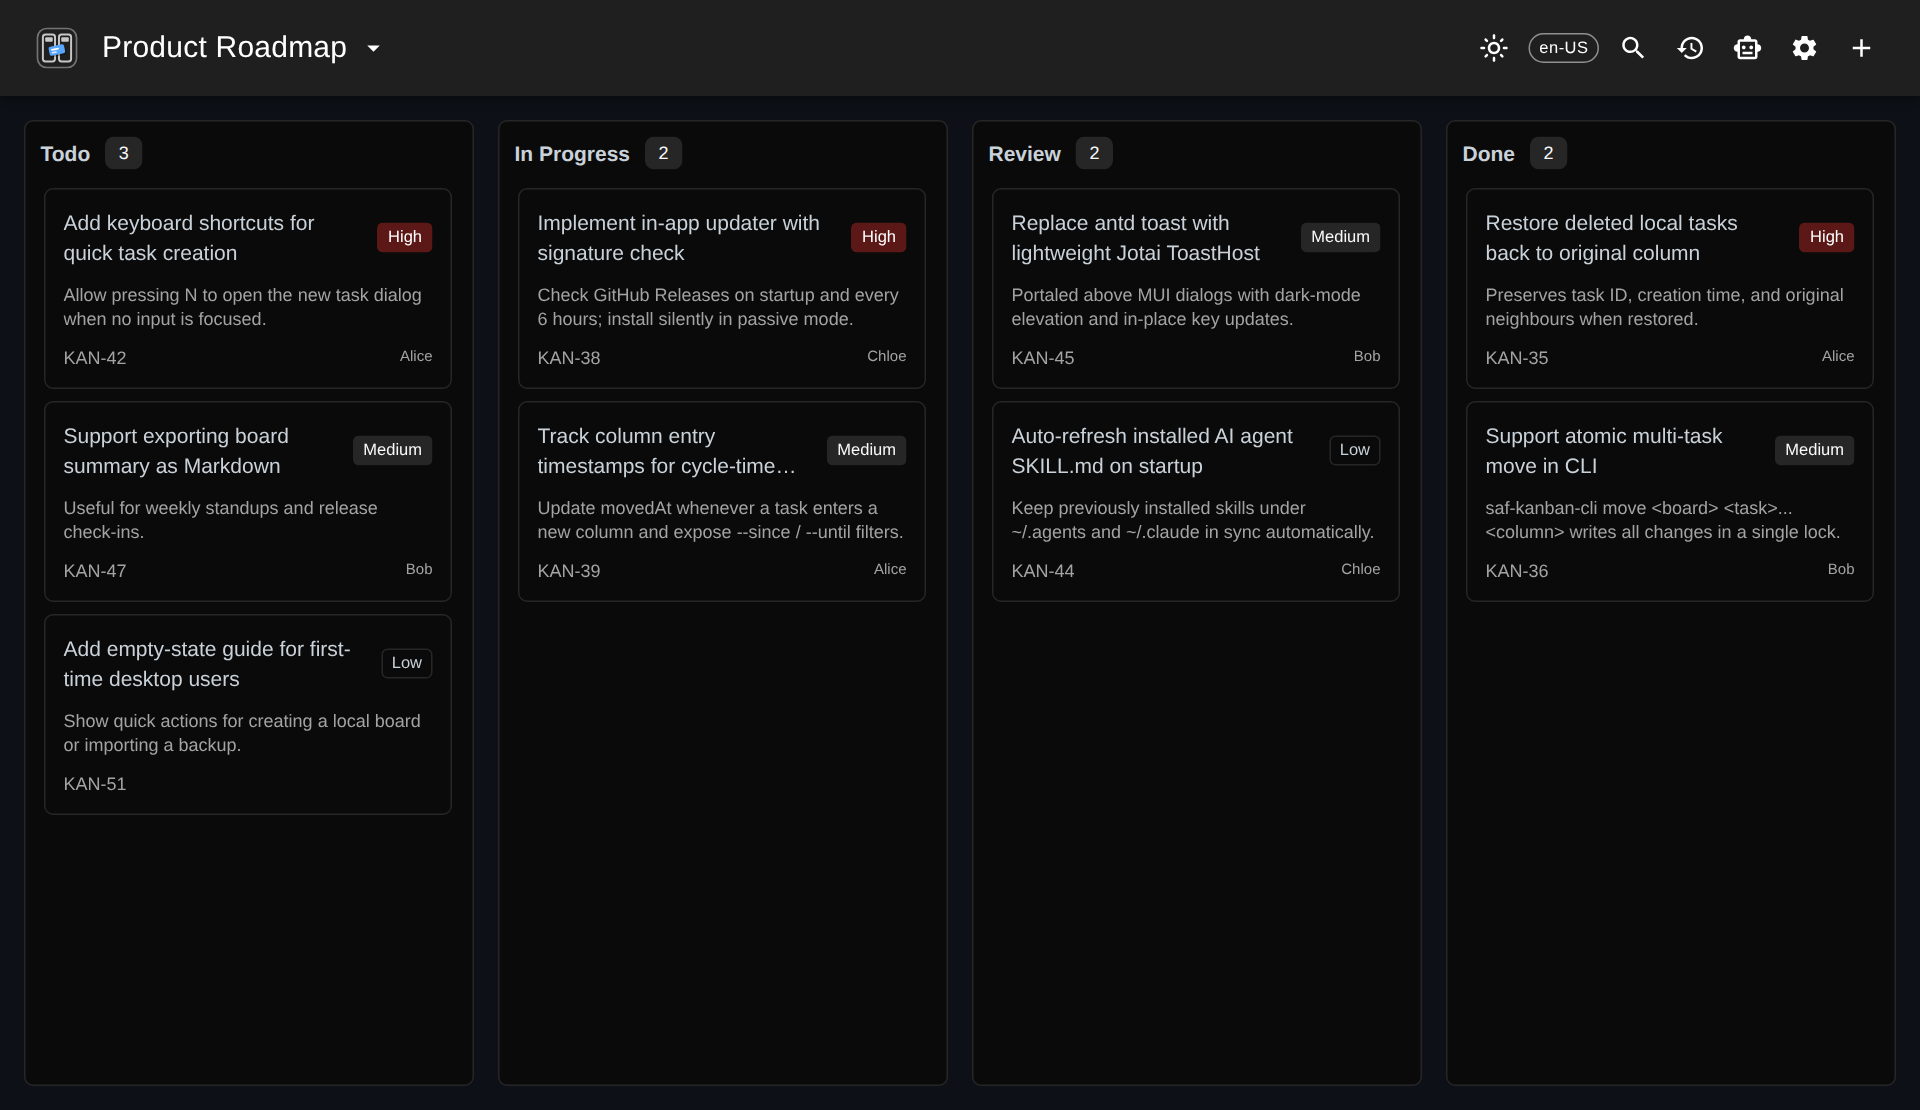 Product Roadmap
en-US
Todo 3
Add keyboard shortcuts for
quick task creation
High
Allow pressing N to open the new task dialog
when no input is focused.
KAN-42 Alice
Support exporting board
summary as Markdown
Medium
Useful for weekly standups and release
check-ins.
KAN-47 Bob
Add empty-state guide for first-
time desktop users
Low
Show quick actions for creating a local board
or importing a backup.
KAN-51
In Progress 2
Implement in-app updater with
signature check
High
Check GitHub Releases on startup and every
6 hours; install silently in passive mode.
KAN-38 Chloe
Track column entry
timestamps for cycle-time…
Medium
Update movedAt whenever a task enters a
new column and expose --since / --until filters.
KAN-39 Alice
Review 2
Replace antd toast with
lightweight Jotai ToastHost
Medium
Portaled above MUI dialogs with dark-mode
elevation and in-place key updates.
KAN-45 Bob
Auto-refresh installed AI agent
SKILL.md on startup
Low
Keep previously installed skills under
~/.agents and ~/.claude in sync automatically.
KAN-44 Chloe
Done 2
Restore deleted local tasks
back to original column
High
Preserves task ID, creation time, and original
neighbours when restored.
KAN-35 Alice
Support atomic multi-task
move in CLI
Medium
saf-kanban-cli move <board> <task>...
<column> writes all changes in a single lock.
KAN-36 Bob